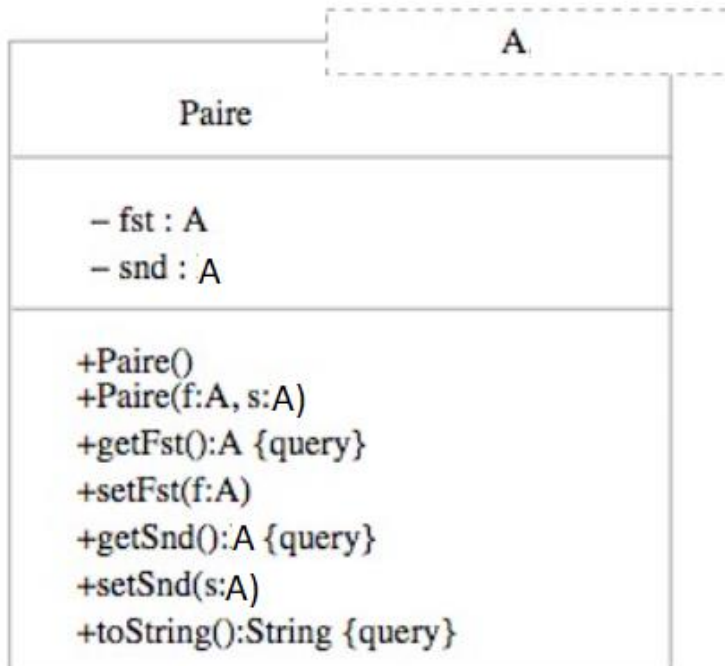 A
Paire
– fst : A
– snd : A
+Paire()
+Paire(f:A, s:A)
+getFst():A {query}
+setFst(f:A)
+getSnd():A {query}
+setSnd(s:A)
+toString():String {query}